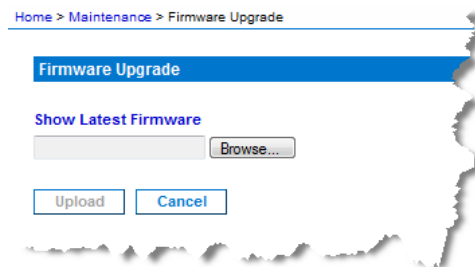 Home > Maintenance > Firmware Upgrade
Firmware Upgrade
Show Latest Firmware
Browse...
Upload Cancel